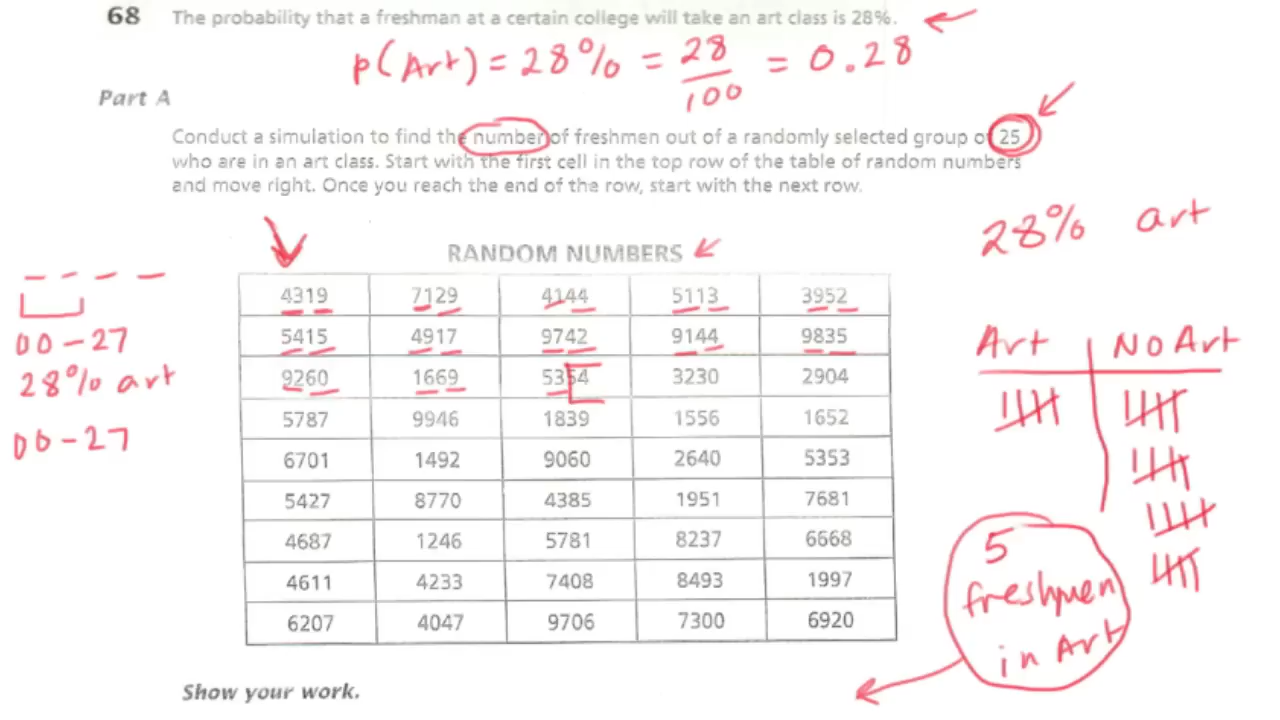 68 The probability that a freshman at a certain college will take an art class is 28%.
P(Art) = 28% = 28/100 = 0.28
Part A
Conduct a simulation to find the number of freshmen out of a randomly selected group of 25
who are in an art class. Start with the first cell in the top row of the table of random numbers
and move right. Once you reach the end of the row, start with the next row.
28% art
RANDOM NUMBERS
4319 7129 4144 5113 3952
5415 4917 9742 9144 9835
9260 1669 5354 3230 2904
5787 9946 1839 1556 1652
6701 1492 9060 2640 5353
5427 8770 4385 1951 7681
4687 1246 5781 8237 6668
4611 4233 7408 8493 1997
6207 4047 9706 7300 6920
00-27
28% art
00-27
Art No Art
5
freshmen
in Art
Show your work.